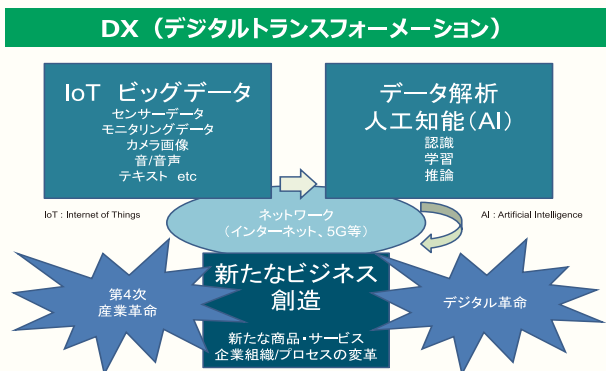 DX（デジタルトランスフォーメーション）
IoT ビッグデータ
センサーデータ
モニタリングデータ
カメラ画像
音/音声
テキスト etc
データ解析
人工知能（AI）
認識
学習
推論
IoT : Internet of Things
ネットワーク
（インターネット、5G等）
AI : Artificial Intelligence
第4次
産業革命
新たなビジネス
創造
新たな商品・サービス
企業組織/プロセスの変革
デジタル革命